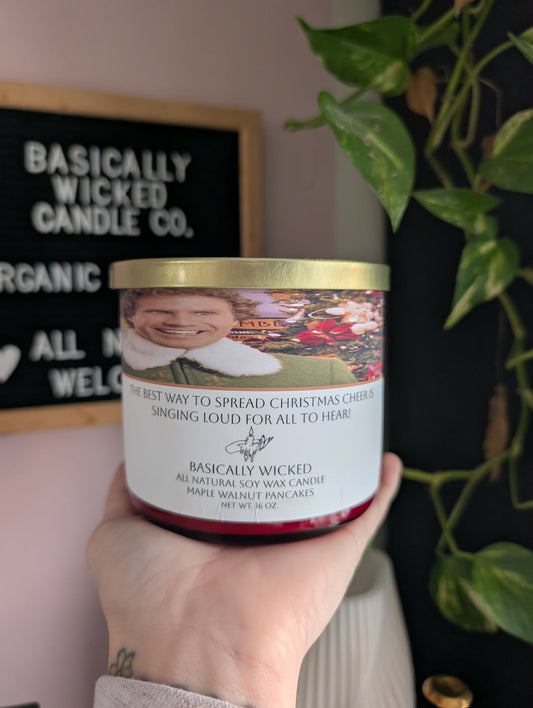 BASICALLY
WICKED
CANDLE CO.
RGANIC
ALL N
WELC
MBE
THE BEST WAY TO SPREAD CHRISTMAS CHEER IS
SINGING LOUD FOR ALL TO HEAR!
BASICALLY WICKED
ALL NATURAL SOY WAX CANDLE
MAPLE WALNUT PANCAKES
NET WT. 16 OZ.